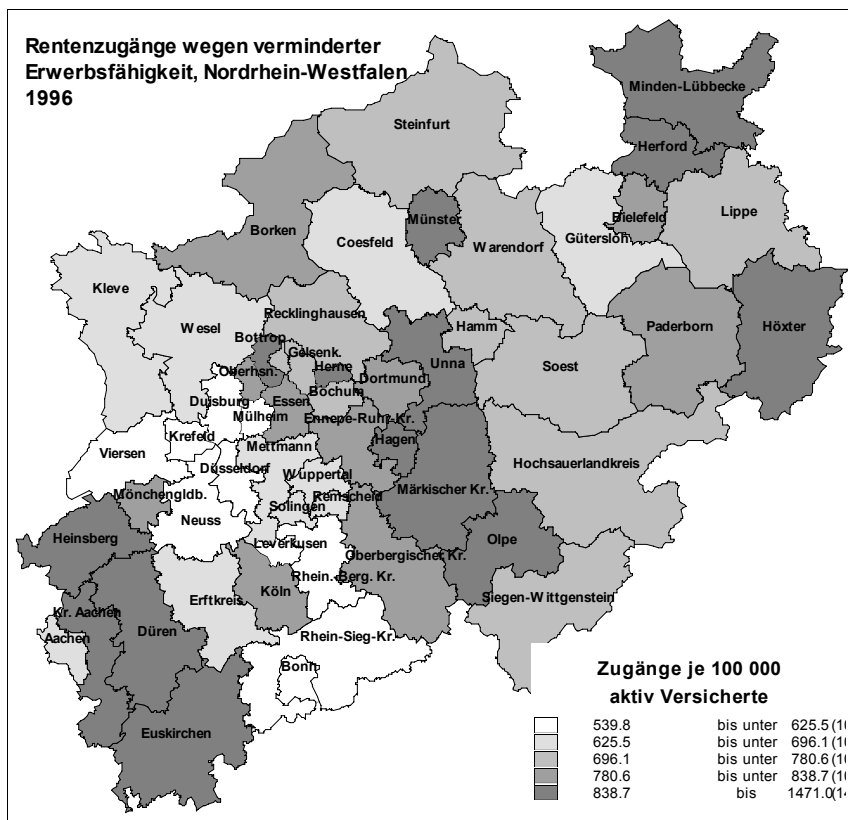 Rentenzugänge wegen verminderter
Erwerbsfähigkeit, Nordrhein-Westfalen
1996
Minden-Lübbecke
Steinfurt
Herford
Lippe
Münster
Bielefeld
Borken
Coesfeld
Warendorf
Gütersloh
Kleve
Wesel
Recklinghausen
Hamm
Paderborn
Höxter
Bottrop
Gelsenk.
Herne
Unna
Soest
Oberhsn.
Dortmund
Duisburg
Essen
Bochum
Mülheim
Ennepe-Ruhr-Kr.
Krefeld
Hagen
Viersen
Mettmann
Hochsauerlandkreis
Düsseldorf
Wuppertal
Märkischer Kr.
Mönchengldb.
Remscheid
Solingen
Neuss
Heinsberg
Leverkusen
Olpe
Oberbergischer Kr.
Rhein.-Berg. Kr.
Erftkreis
Köln
Siegen-Wittgenstein
Kr. Aachen
Aachen
Düren
Rhein-Sieg-Kr.
Bonn
Euskirchen
Zugänge je 100 000
aktiv Versicherte
539.8 bis unter 625.5 (10
625.5 bis unter 696.1 (10
696.1 bis unter 780.6 (10
780.6 bis unter 838.7 (10
838.7 bis 1471.0 (14